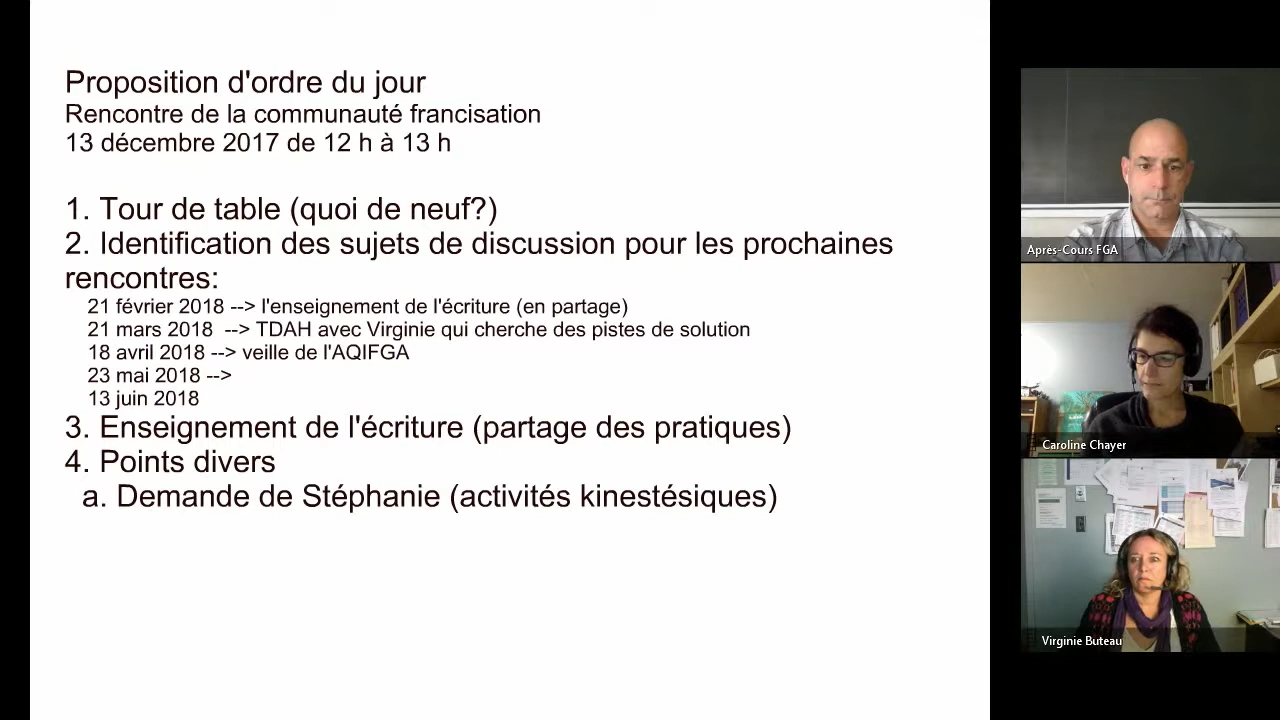 Proposition d'ordre du jour
Rencontre de la communauté francisation
13 décembre 2017 de 12 h à 13 h
1. Tour de table (quoi de neuf?)
2. Identification des sujets de discussion pour les prochaines
rencontres:
21 février 2018 --> l'enseignement de l'écriture (en partage)
21 mars 2018 --> TDAH avec Virginie qui cherche des pistes de solution
18 avril 2018 --> veille de l'AQIFGA
23 mai 2018 -->
13 juin 2018
3. Enseignement de l'écriture (partage des pratiques)
4. Points divers
a. Demande de Stéphanie (activités kinestésiques)
Après-Cours FGA
Caroline Chayer
Virginie Buteau